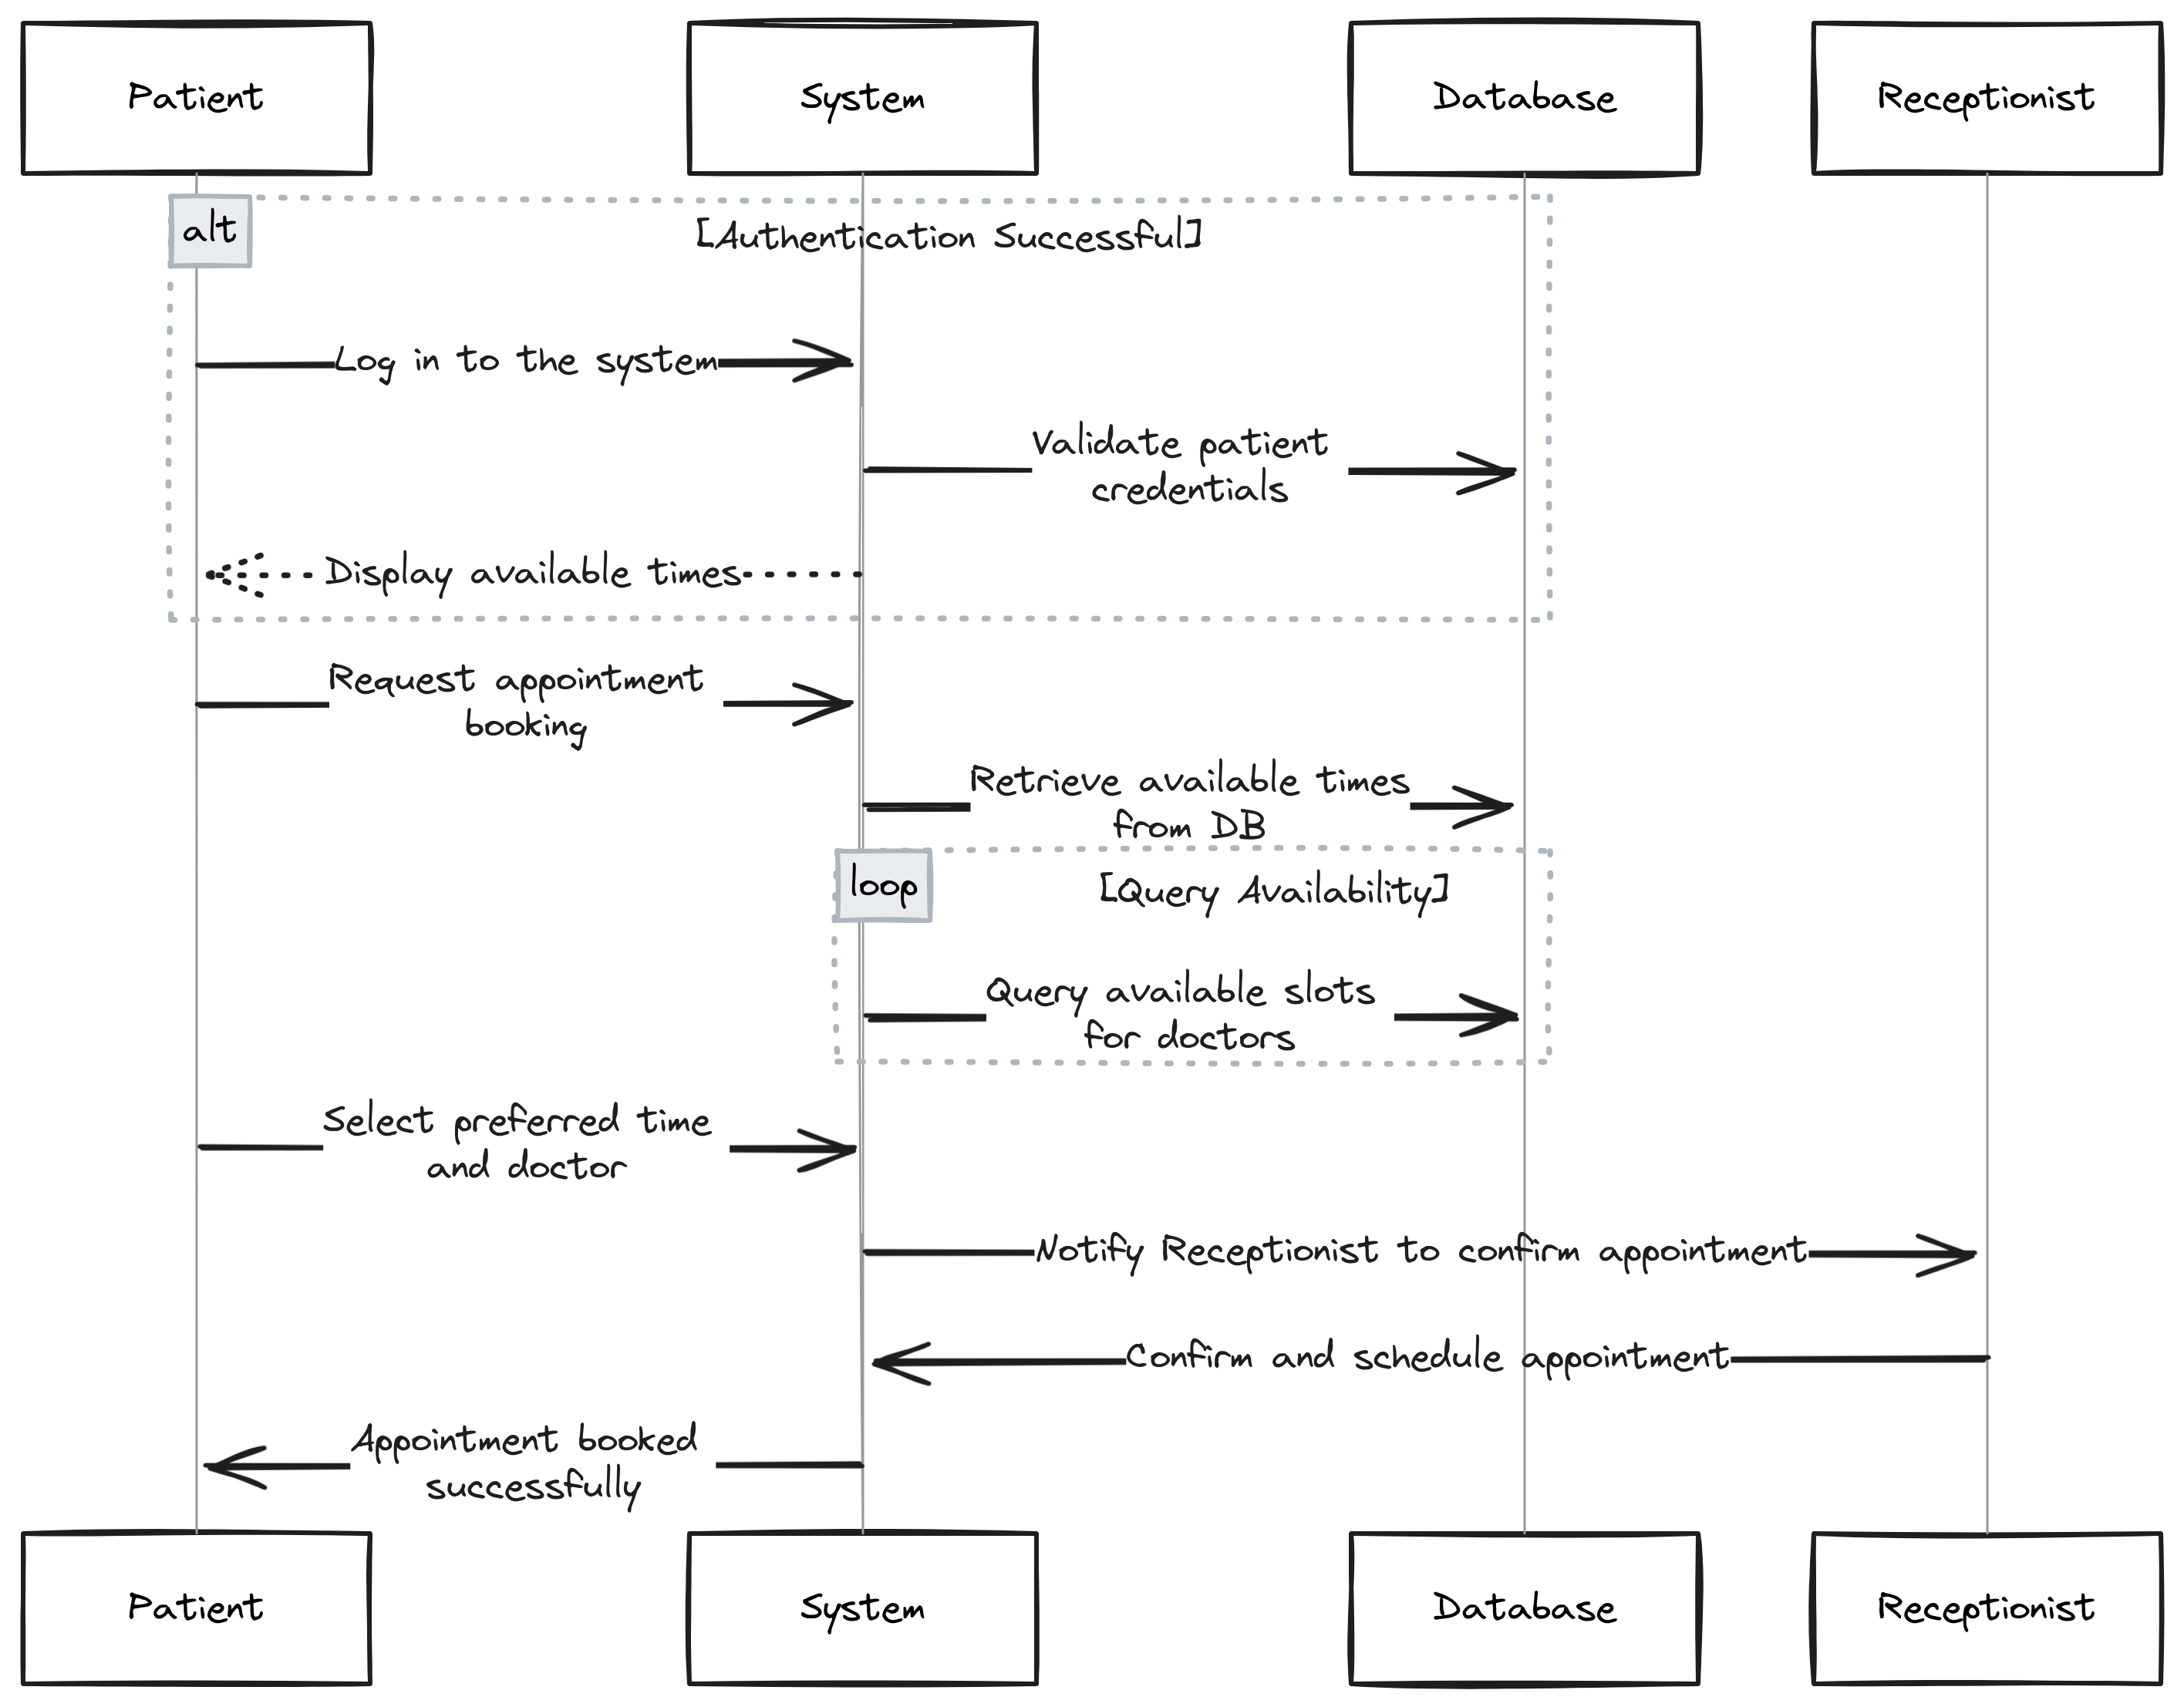 Patient
System
Database
Receptionist
alt
[Authentication Successful]
Log in to the system
Validate patient
credentials
Display available times
Request appointment
booking
Retrieve available times
from DB
loop
[Query Availability]
Query available slots
for doctors
Select preferred time
and doctor
Notify Receptionist to confirm appointment
Confirm and schedule appointment
Appointment booked
successfully
Patient
System
Database
Receptionist